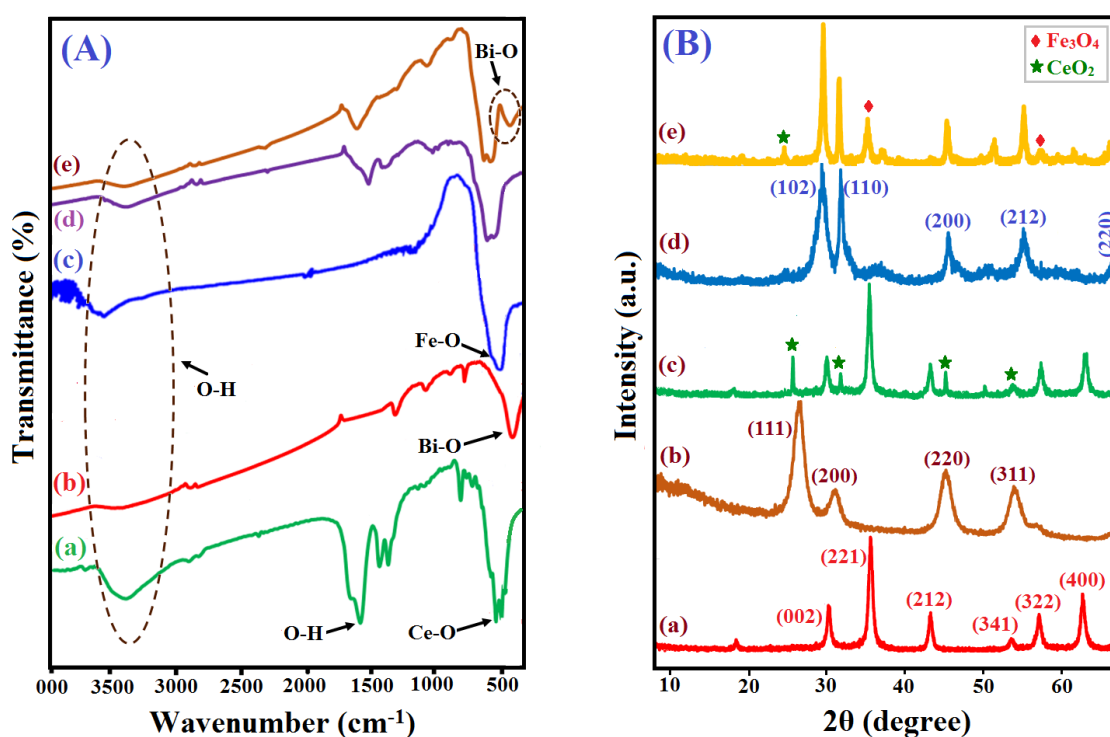 (A)
Bi-O
(e)
(d)
(c)
Fe-O
O-H
Bi-O
(b)
(a)
O-H
Ce-O
000 3500 3000 2000 1500 1000 500
Wavenumber (cm-1)
Transmittance (%)
(B)
Fe3O4
CeO2
(e)
(102)
(110)
(200)
(212)
(220)
(d)
(c)
(111)
(200)
(220)
(311)
(b)
(221)
(002)
(212)
(341)
(322)
(400)
(a)
10 30 40 50 60
2θ (degree)
Intensity (a.u.)